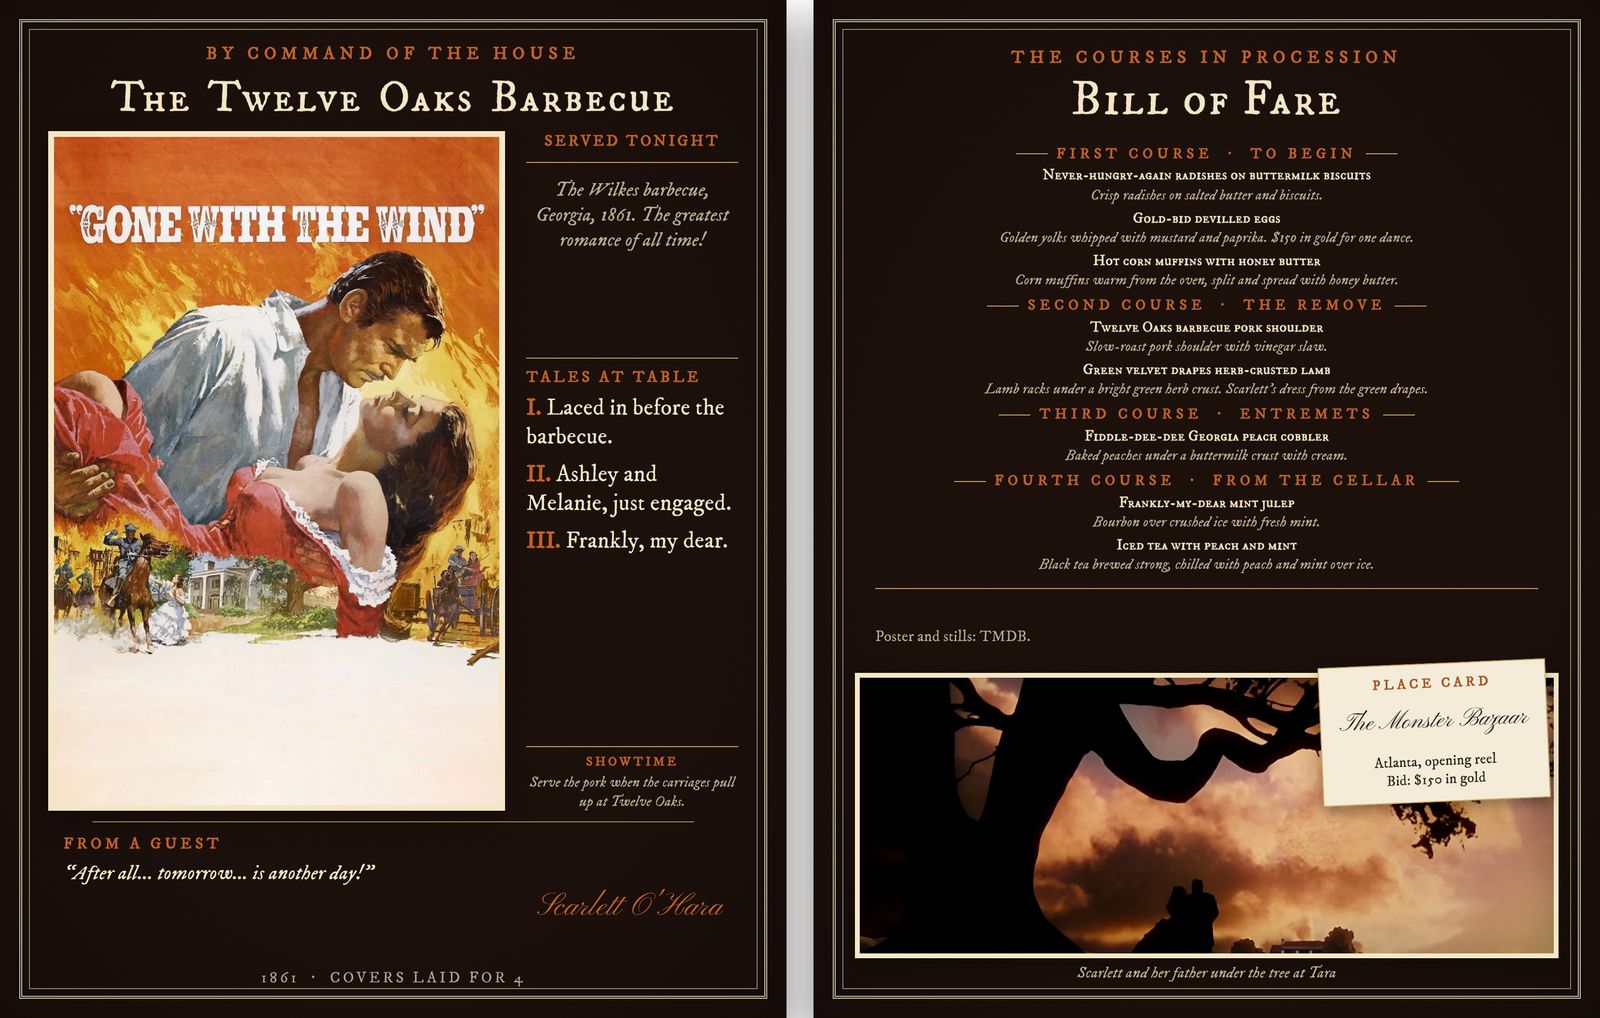 BY COMMAND OF THE HOUSE
The Twelve Oaks Barbecue
"GONE WITH THE WIND"
SERVED TONIGHT
The Wilkes barbecue,
Georgia, 1861. The greatest
romance of all time!
TALES AT TABLE
I. Laced in before the
barbecue.
II. Ashley and
Melanie, just engaged.
III. Frankly, my dear.
SHOWTIME
Serve the pork when the carriages pull
up at Twelve Oaks.
FROM A GUEST
“After all... tomorrow... is another day!”
Scarlett O'Hara
1861 · COVERS LAID FOR 4
THE COURSES IN PROCESSION
Bill of Fare
FIRST COURSE · TO BEGIN
Never-hungry-again radishes on buttermilk biscuits
Crisp radishes on salted butter and biscuits.
Gold-bid devilled eggs
Golden yolks whipped with mustard and paprika. $150 in gold for one dance.
Hot corn muffins with honey butter
Corn muffins warm from the oven, split and spread with honey butter.
SECOND COURSE · THE REMOVE
Twelve Oaks barbecue pork shoulder
Slow-roast pork shoulder with vinegar slaw.
Green velvet drapes herb-crusted lamb
Lamb racks under a bright green herb crust. Scarlett's dress from the green drapes.
THIRD COURSE · ENTREMETS
Fiddle-dee-dee Georgia peach cobbler
Baked peaches under a buttermilk crust with cream.
FOURTH COURSE · FROM THE CELLAR
Frankly-my-dear mint julep
Bourbon over crushed ice with fresh mint.
Iced tea with peach and mint
Black tea brewed strong, chilled with peach and mint over ice.
Poster and stills: TMDB.
PLACE CARD
The Monster Bazaar
Atlanta, opening reel
Bid: $150 in gold
Scarlett and her father under the tree at Tara